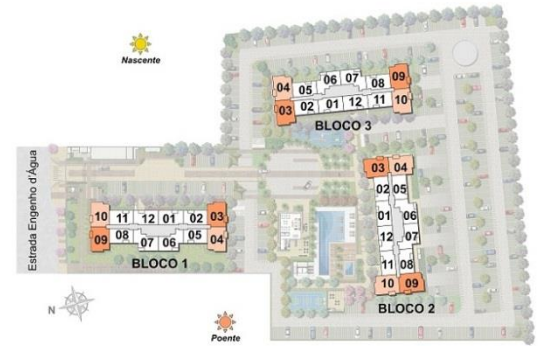 Nascente
06 07
04 05 08 09
03 02 01 12 11 10
BLOCO 3
Estrada Engenho d'Água
03 04
02 05
01 06
12 07
11 08
10 09
BLOCO 2
10 11 12 01 02 03
09 08 07 06 05 04
BLOCO 1
N
Poente